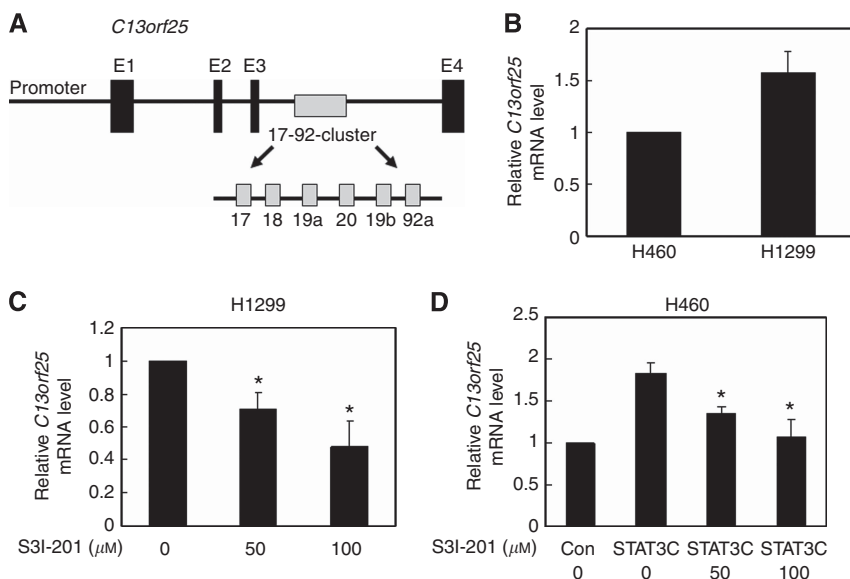 A
C13orf25
E1 E2 E3 E4
Promoter
17-92-cluster
17 18 19a 20 19b 92a
B
Relative C13orf25
mRNA level
2
1.5
1
0.5
0
H460 H1299
C
H1299
Relative C13orf25
mRNA level
1.2
1
0.8
0.6
0.4
0.2
0
* *
S3I-201 (μM) 0 50 100
D
H460
Relative C13orf25
mRNA level
2.5
2
1.5
1
0.5
0
* *
Con STAT3C STAT3C STAT3C
S3I-201 (μM) 0 0 50 100